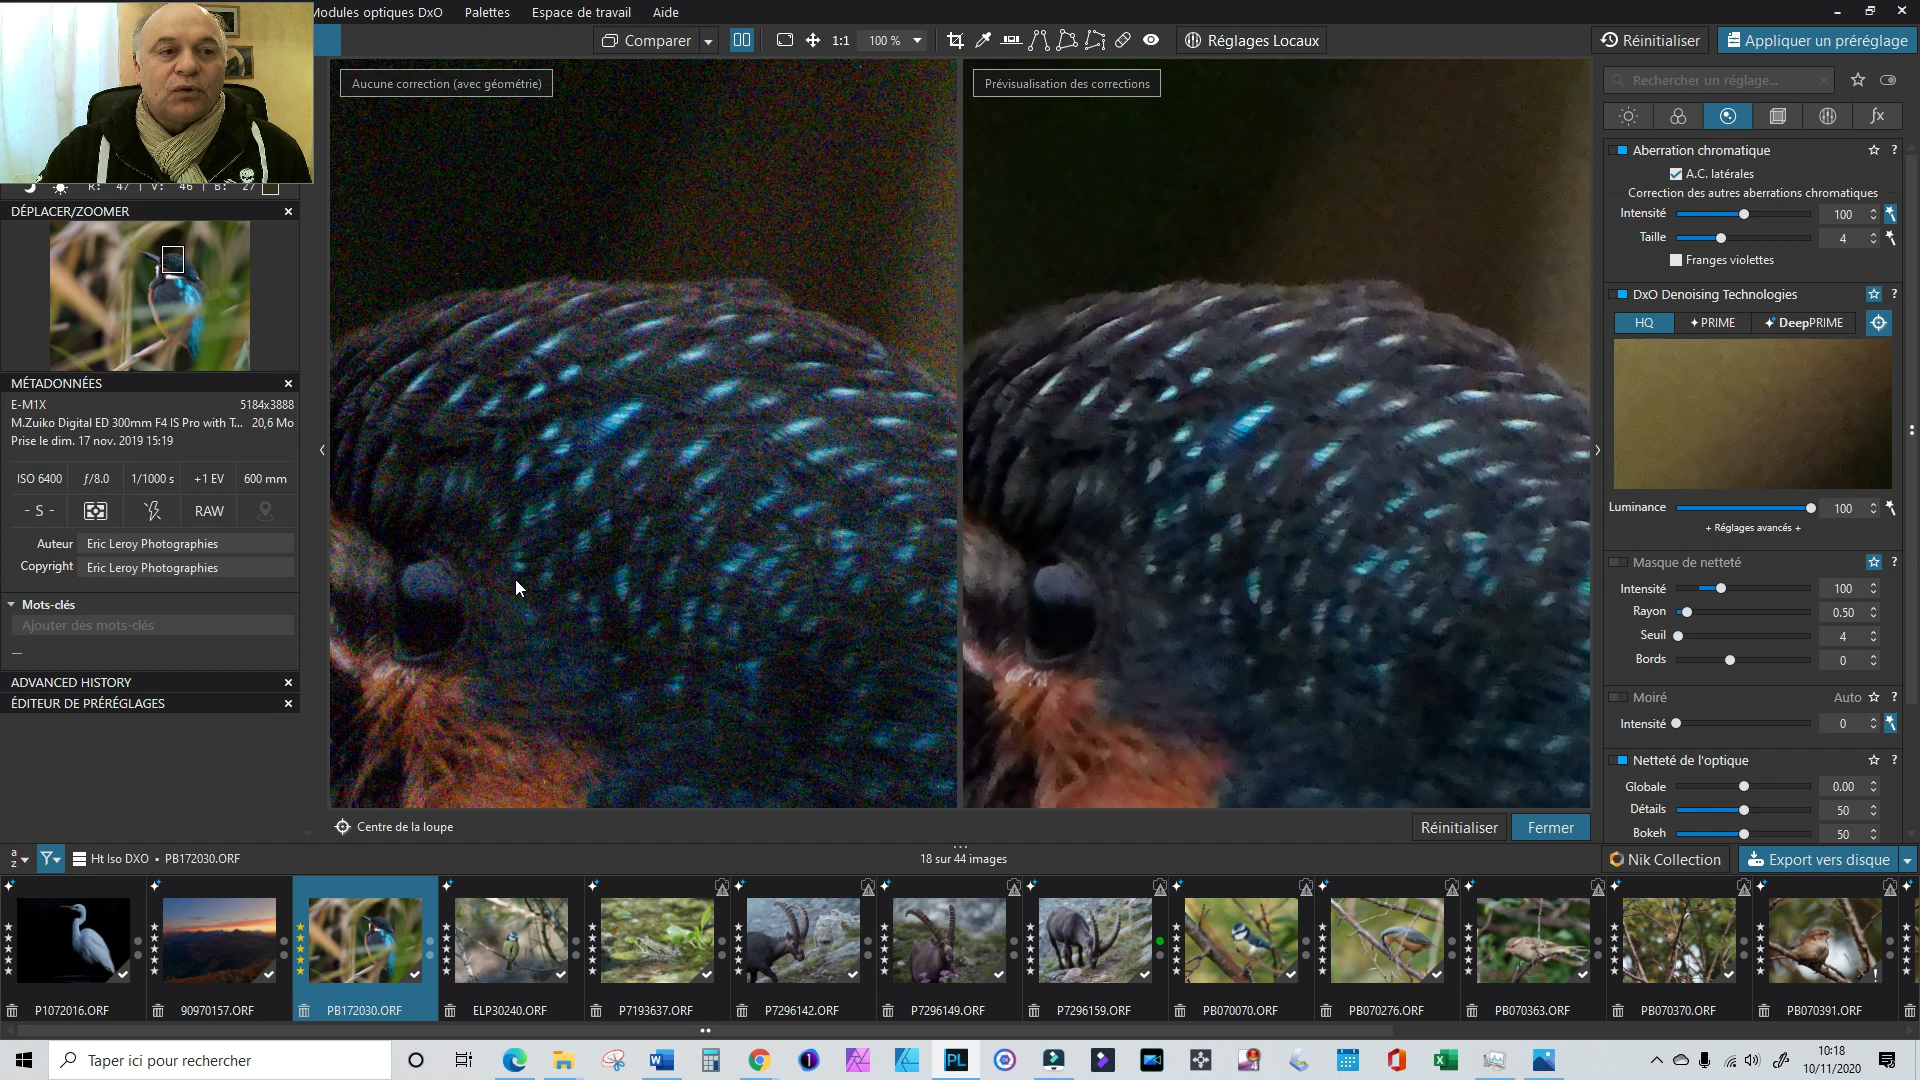 Modules optiques DxO Palettes Espace de travail Aide
Comparer 1:1 100 % Réglages Locaux Réinitialiser Appliquer un préréglage
Aucune correction (avec géométrie) Prévisualisation des corrections
Rechercher un réglage...
R: 47 | V: 46 | B: 27
DÉPLACER/ZOOMER
MÉTADONNÉES
E-M1X 5184x3888
M.Zuiko Digital ED 300mm F4 IS Pro with T... 20,6 Mo
Prise le dim. 17 nov. 2019 15:19
ISO 6400 ƒ/8.0 1/1000 s +1 EV 600 mm
- S - RAW
Auteur Eric Leroy Photographies
Copyright Eric Leroy Photographies
Mots-clés
Ajouter des mots-clés
—
ADVANCED HISTORY
ÉDITEUR DE PRÉRÉGLAGES
Aberration chromatique ?
A.C. latérales
Correction des autres aberrations chromatiques
Intensité 100
Taille 4
Franges violettes
DxO Denoising Technologies ?
HQ PRIME DeepPRIME
Luminance 100
+ Réglages avancés +
Masque de netteté ?
Intensité 100
Rayon 0.50
Seuil 4
Bords 0
Moiré Auto ?
Intensité 0
Netteté de l'optique ?
Globale 0.00
Détails 50
Bokeh 50
Centre de la loupe Réinitialiser Fermer
a z Ht Iso DXO • PB172030.ORF 18 sur 44 images Nik Collection Export vers disque
P1072016.ORF 90970157.ORF PB172030.ORF ELP30240.ORF P7193637.ORF P7296142.ORF P7296149.ORF P7296159.ORF PB070070.ORF PB070276.ORF PB070363.ORF PB070370.ORF PB070391.ORF
Taper ici pour rechercher PL 10:18
10/11/2020